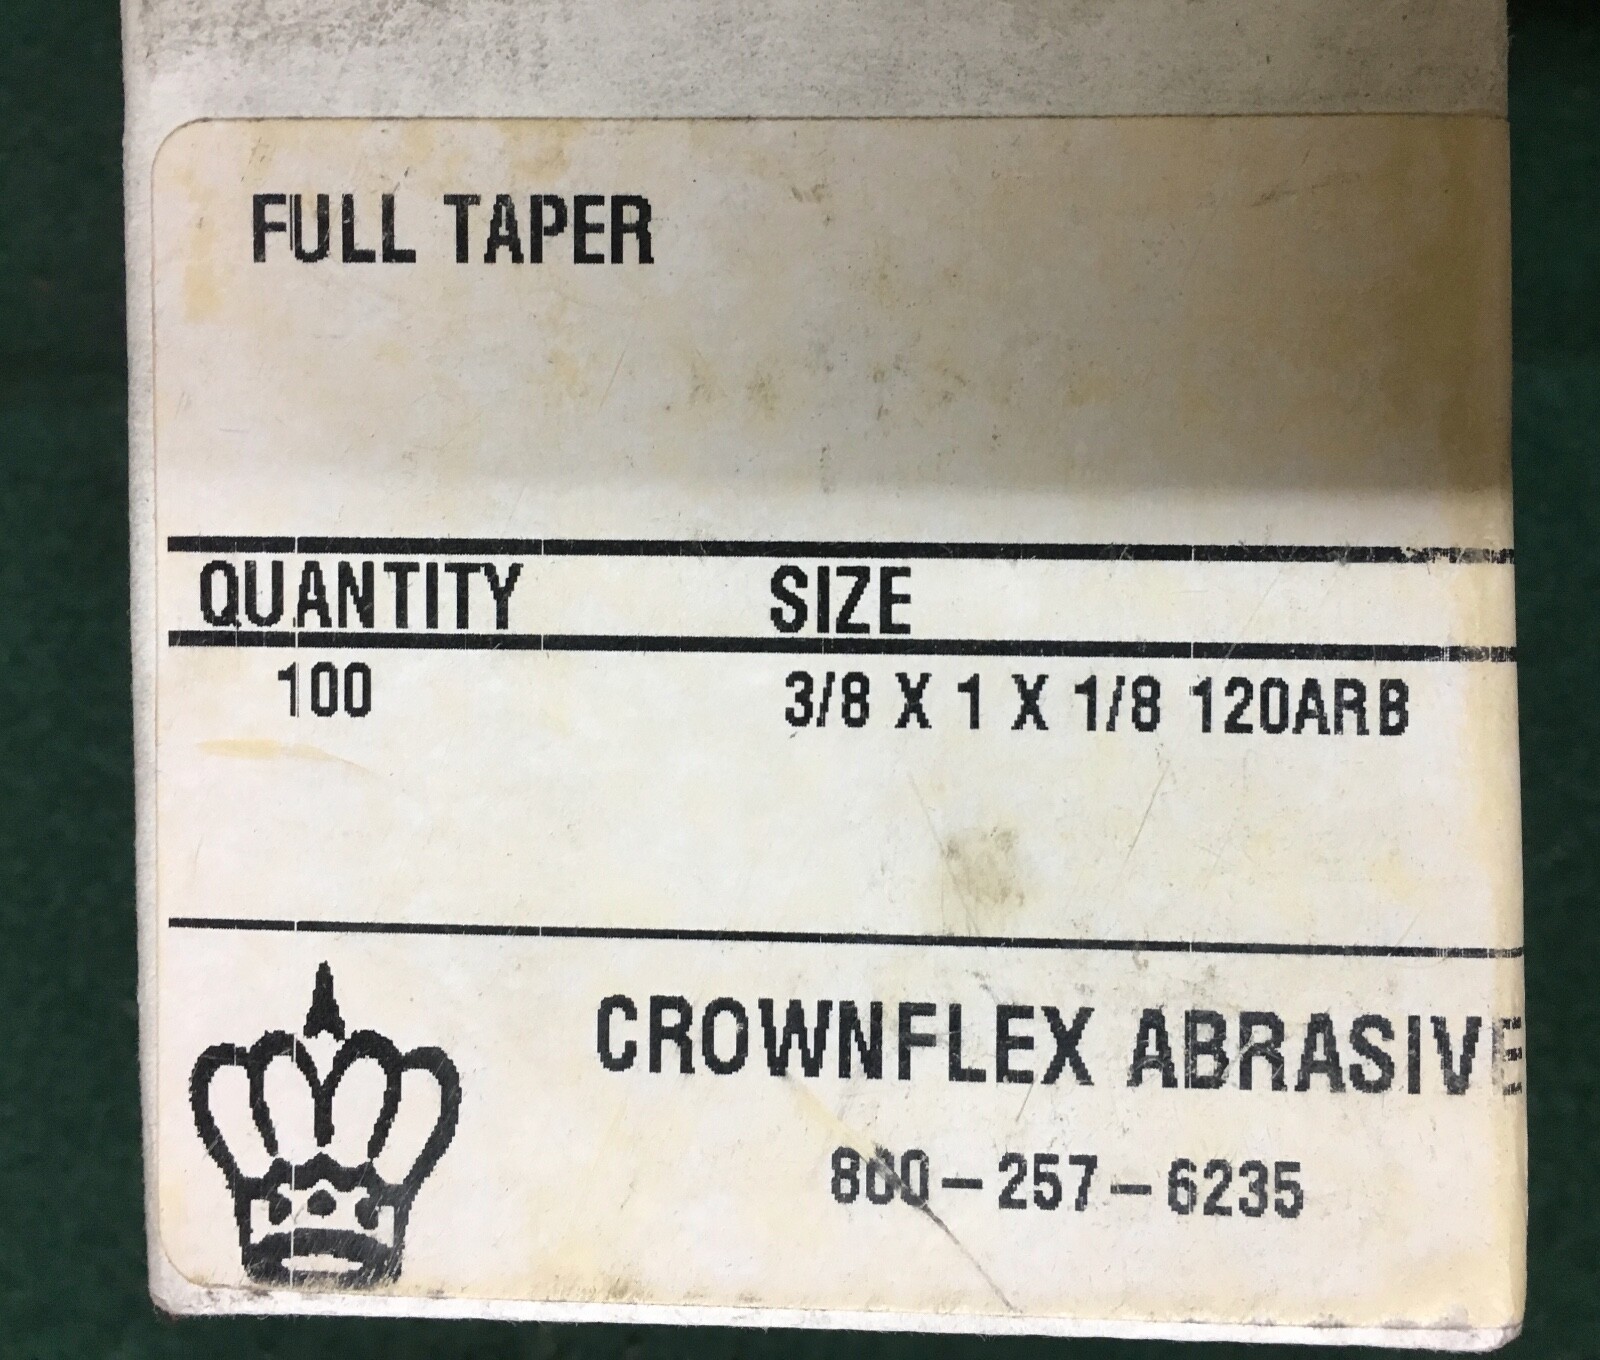 FULL TAPER
QUANTITY SIZE
100 3/8 X 1 X 1/8 120ARB
CROWNFLEX ABRASIVE
800-257-6235